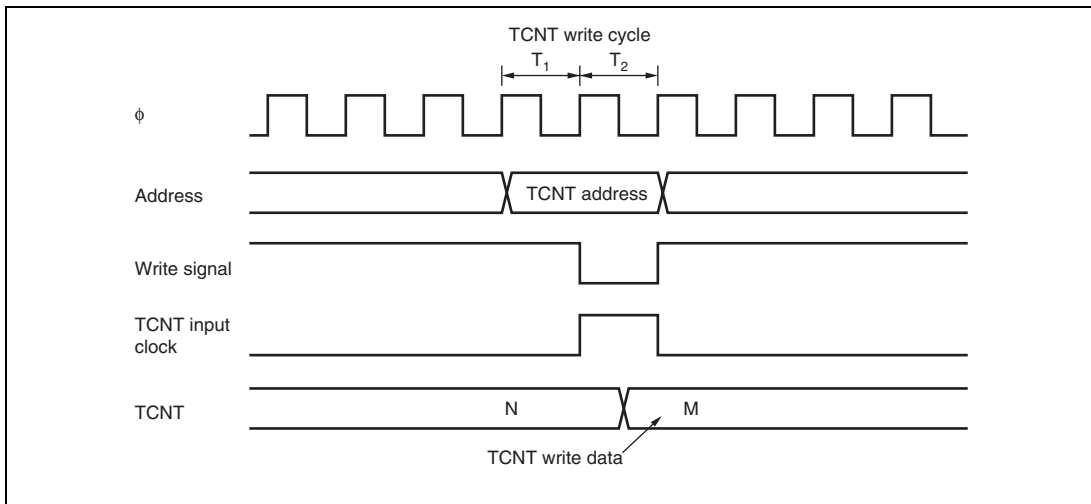 TCNT write cycle
T1 T2
ϕ
Address
TCNT address
Write signal
TCNT input
clock
TCNT
N
M
TCNT write data